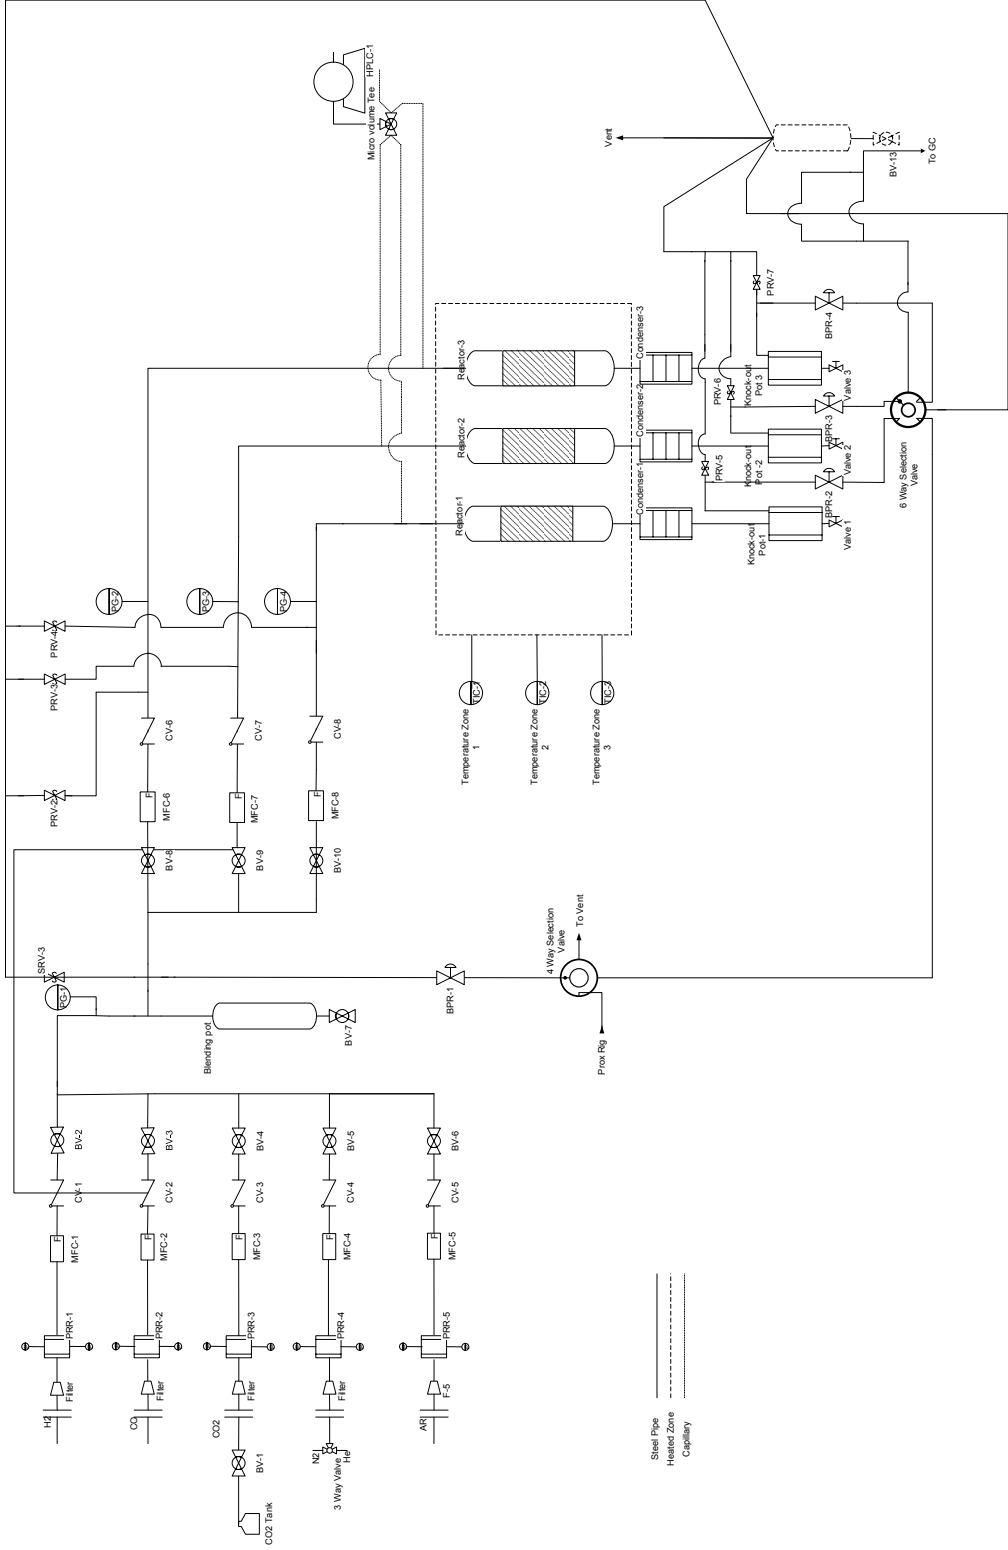 HPLC-1
Micro volume Tee
Vent
BV-13
To GC
PRV-7
BPR-4
Reactor-3
Condenser-3
Knock-out
Pot 3
Valve 3
PRV-6
BPR-3
Reactor-2
Condenser-2
Knock-out
Pot -2
Valve 2
PRV-5
BPR-2
Reactor-1
Condenser-1
Knock-out
Pot-1
Valve 1
6 Way Selection
Valve
PG-2
PG-3
PG-4
PRV-4
PRV-3
PRV-2
CV-6
CV-7
CV-8
F
MFC-6
F
MFC-7
F
MFC-8
BV-8
BV-9
BV-10
TIC-1
Temperature Zone
1
TIC-2
Temperature Zone
2
TIC-3
Temperature Zone
3
SRV-3
PG-1
Blending pot
BV-7
BPR-1
4 Way Selection
Valve
To Vent
Prox Rig
BV-2
BV-3
BV-4
BV-5
BV-6
CV-1
CV-2
CV-3
CV-4
CV-5
F
MFC-1
F
MFC-2
F
MFC-3
F
MFC-4
F
MFC-5
PRR-1
PRR-2
PRR-3
PRR-4
PRR-5
Filter
Filter
Filter
Filter
F-5
H2
CO
CO2
AR
BV-1
N2
He
3 Way Valve
CO2 Tank
Steel Pipe
Heated Zone
Capillary